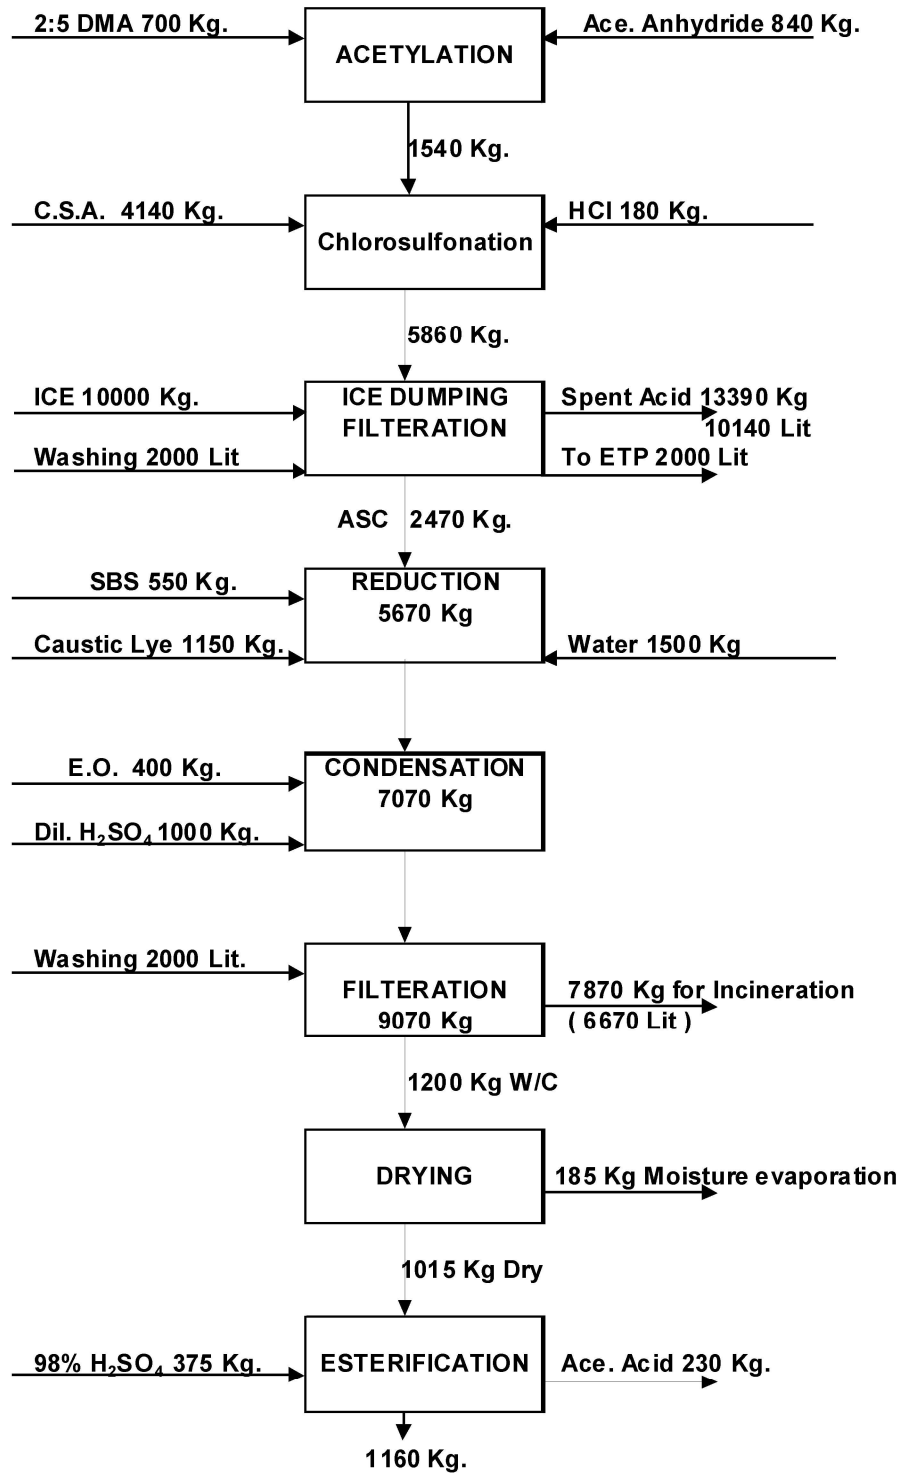 2:5 DMA 700 Kg.
Ace. Anhydride 840 Kg.
ACETYLATION
1540 Kg.
C.S.A. 4140 Kg.
HCl 180 Kg.
Chlorosulfonation
5860 Kg.
ICE 10000 Kg.
ICE DUMPING
FILTERATION
Spent Acid 13390 Kg
10140 Lit
Washing 2000 Lit
To ETP 2000 Lit
ASC 2470 Kg.
SBS 550 Kg.
REDUCTION
5670 Kg
Caustic Lye 1150 Kg.
Water 1500 Kg
E.O. 400 Kg.
CONDENSATION
7070 Kg
Dil. H₂SO₄ 1000 Kg.
Washing 2000 Lit.
FILTERATION
9070 Kg
7870 Kg for Incineration
( 6670 Lit )
1200 Kg W/C
DRYING
185 Kg Moisture evaporation
1015 Kg Dry
98% H₂SO₄ 375 Kg.
ESTERIFICATION
Ace. Acid 230 Kg.
1160 Kg.